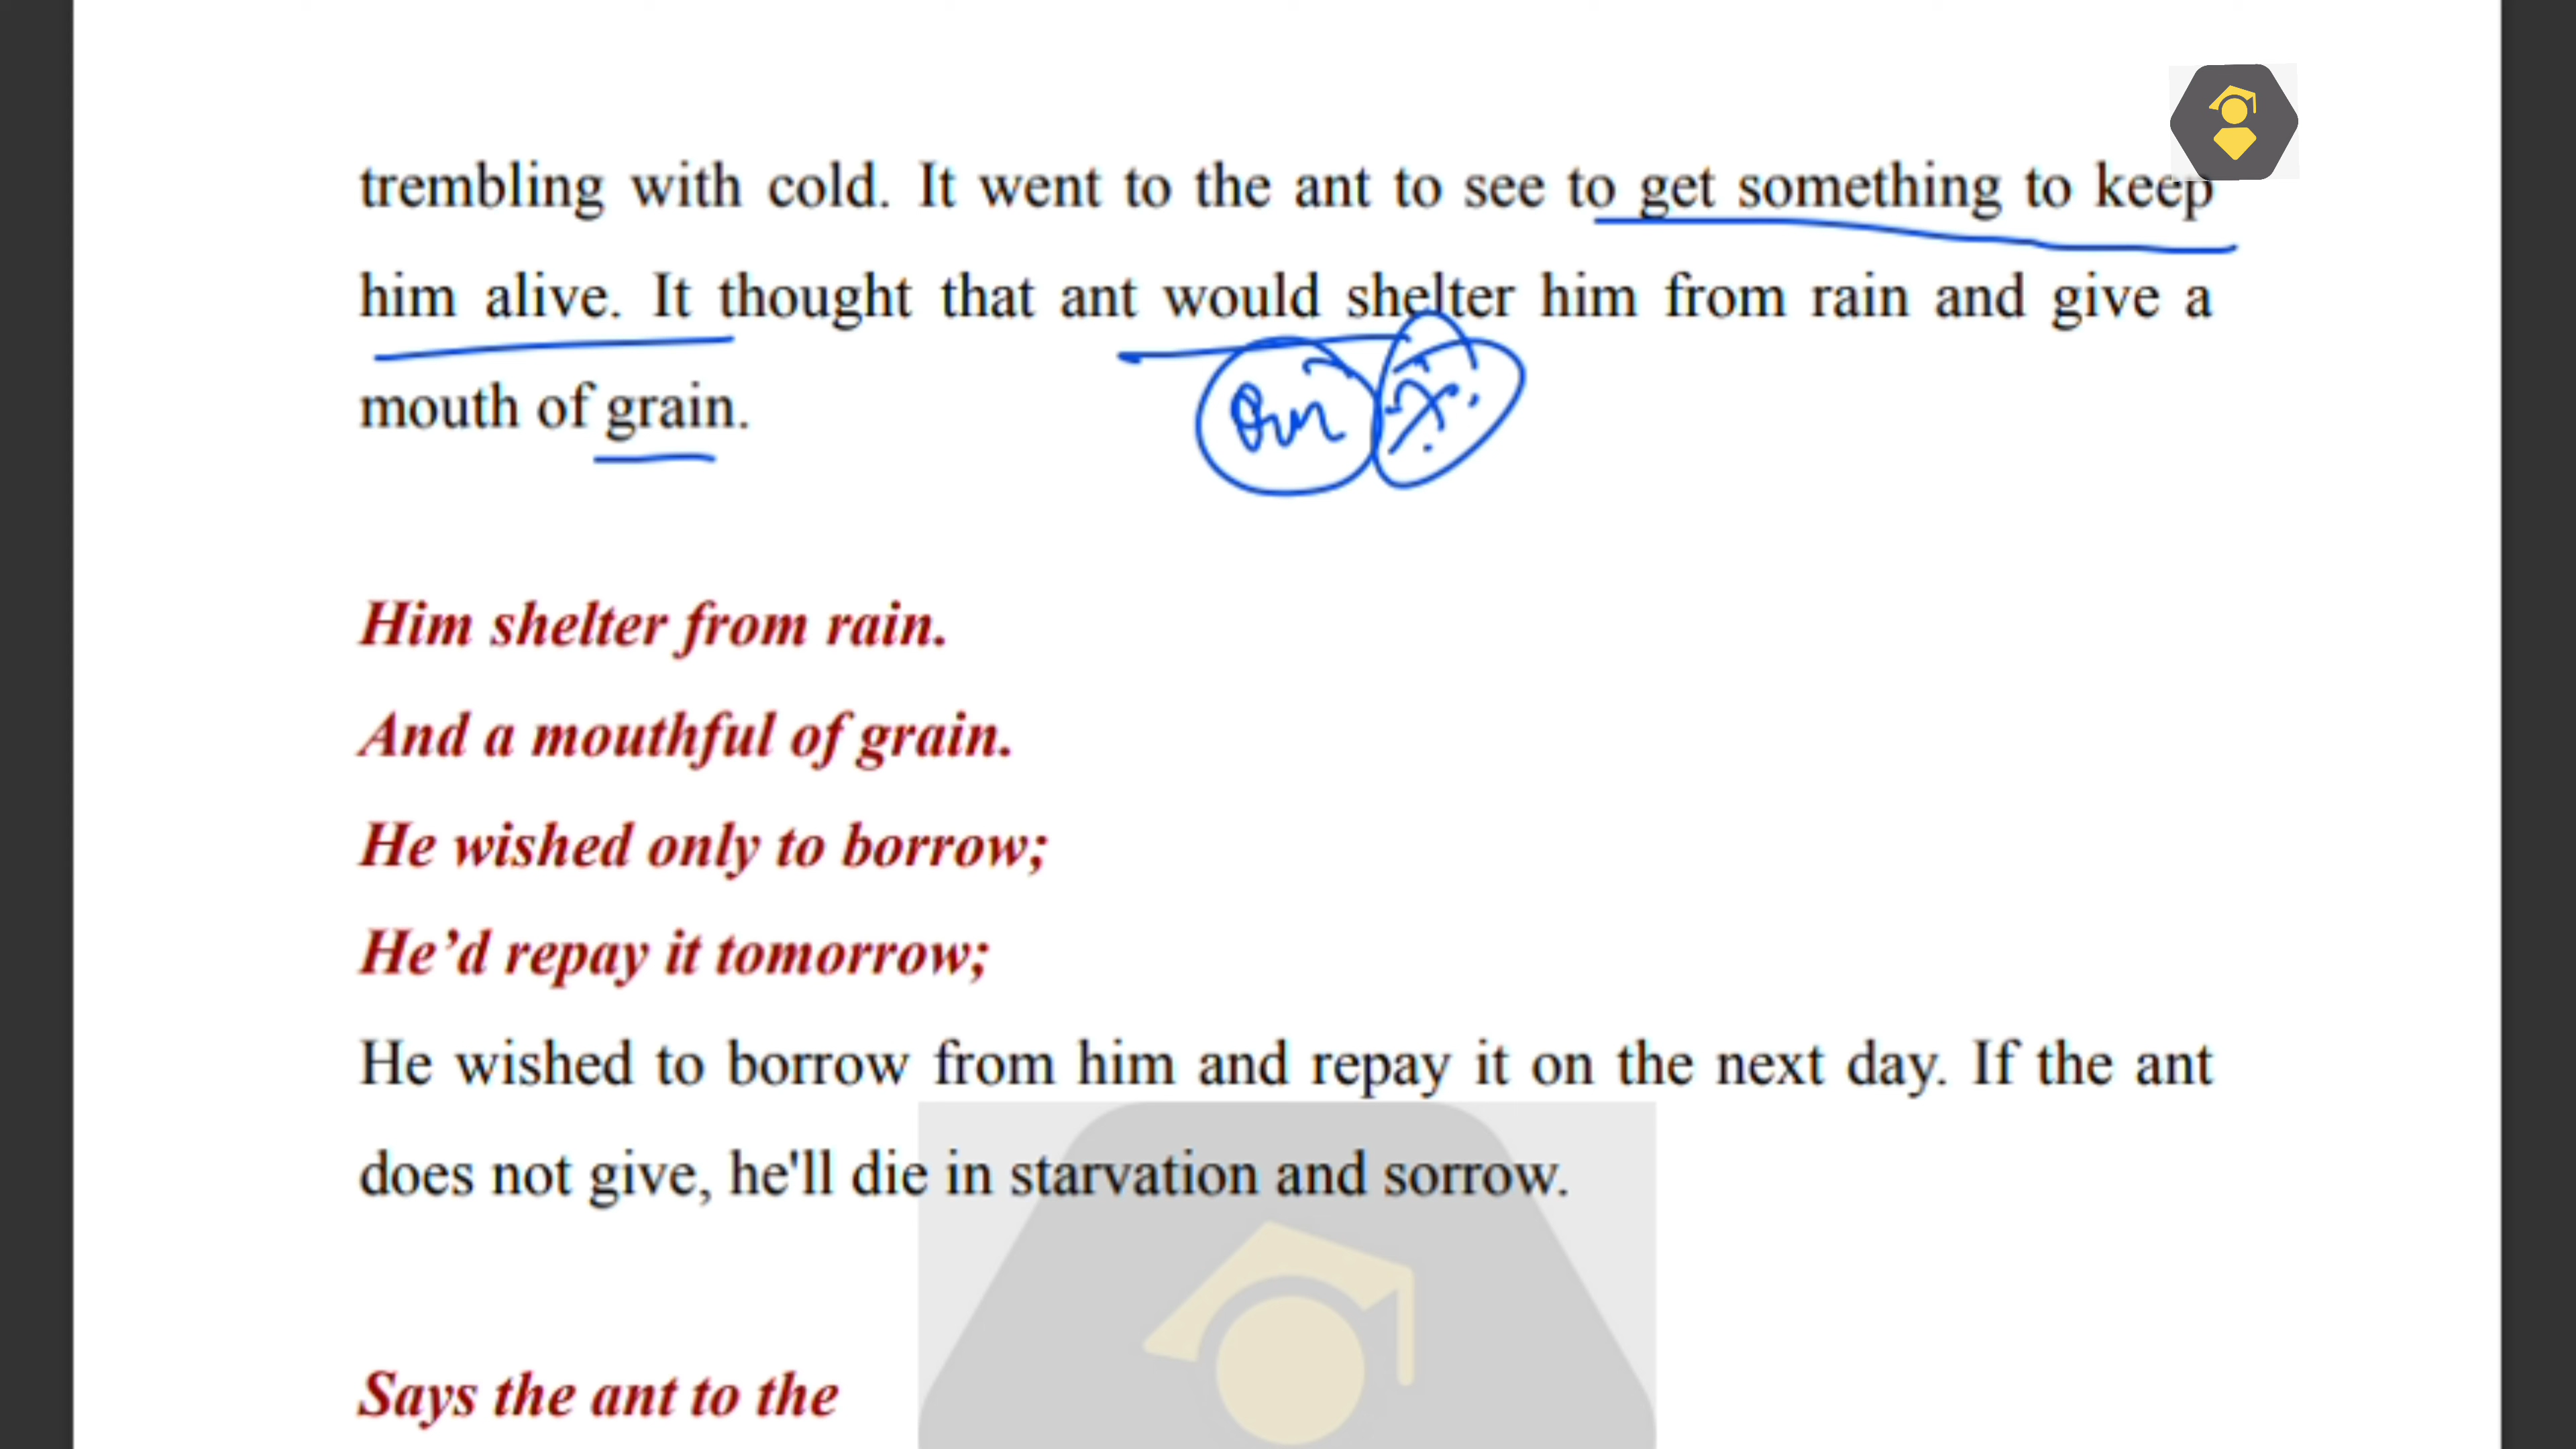 trembling with cold. It went to the ant to see to get something to keep
him alive. It thought that ant would shelter him from rain and give a
mouth of grain.
Him shelter from rain.
And a mouthful of grain.
He wished only to borrow;
He’d repay it tomorrow;
He wished to borrow from him and repay it on the next day. If the ant
does not give, he'll die in starvation and sorrow.
Says the ant to the